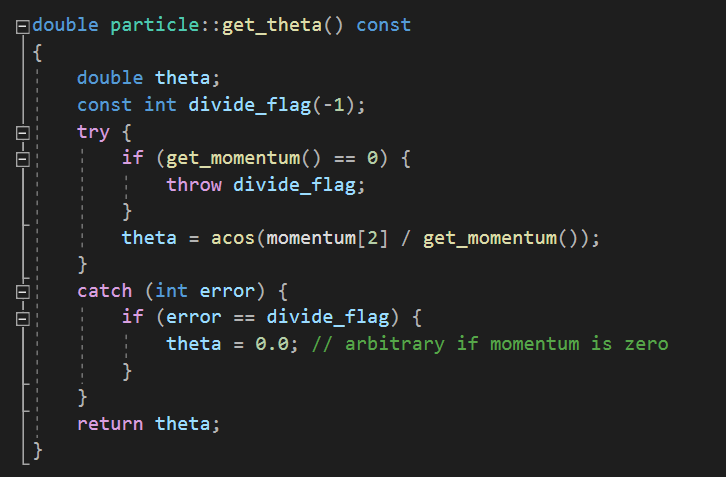 double particle::get_theta() const
{
    double theta;
    const int divide_flag(-1);
    try {
        if (get_momentum() == 0) {
            throw divide_flag;
        }
        theta = acos(momentum[2] / get_momentum());
    }
    catch (int error) {
        if (error == divide_flag) {
            theta = 0.0; // arbitrary if momentum is zero
        }
    }
    return theta;
}